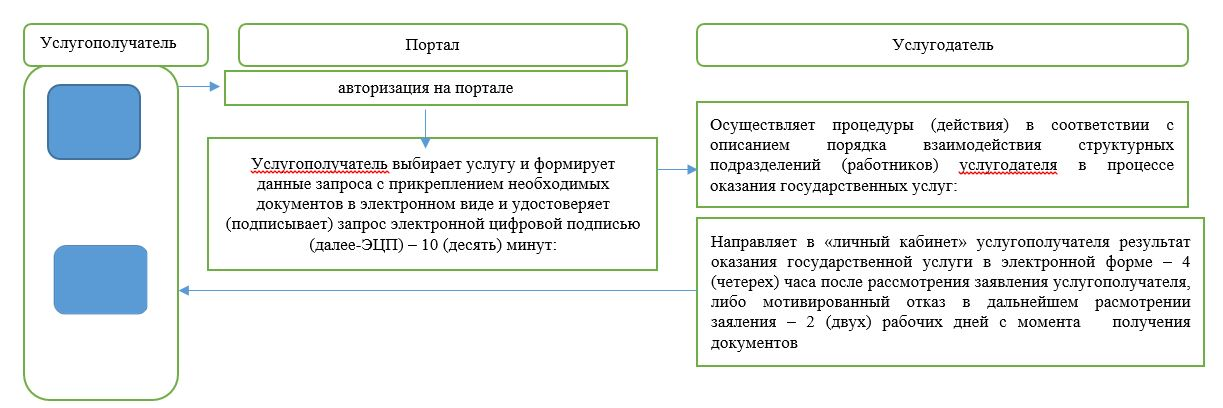 Услугополучатель
Портал
Услугодатель
авторизация на портале
Услугополучатель выбирает услугу и формирует
данные запроса с прикреплением необходимых
документов в электронном виде и удостоверяет
(подписывает) запрос электронной цифровой подписью
(далее-ЭЦП) – 10 (десять) минут:
Осуществляет процедуры (действия) в соответствии с
описанием порядка взаимодействия структурных
подразделений (работников) услугодателя в процессе
оказания государственных услуг:
Направляет в «личный кабинет» услугополучателя результат
оказания государственной услуги в электронной форме – 4
(четерех) часа после рассмотрения заявления услугополучателя,
либо мотивированный отказ в дальнейшем расмотрении
заяления – 2 (двух) рабочих дней с момента получения
документов